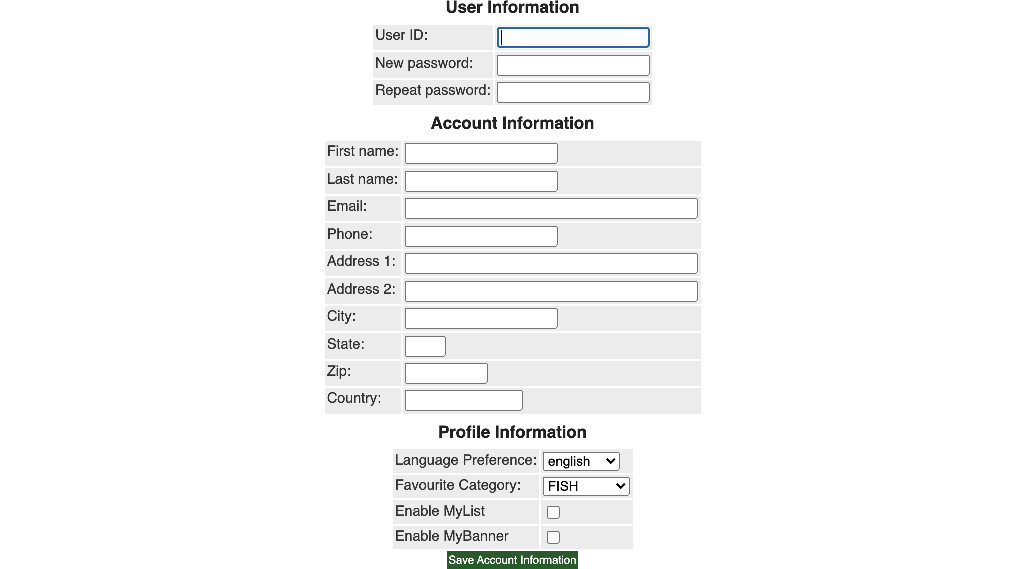 User Information
User ID:
New password:
Repeat password:
Account Information
First name:
Last name:
Email:
Phone:
Address 1:
Address 2:
City:
State:
Zip:
Country:
Profile Information
Language Preference: english
Favourite Category: FISH
Enable MyList
Enable MyBanner
Save Account Information